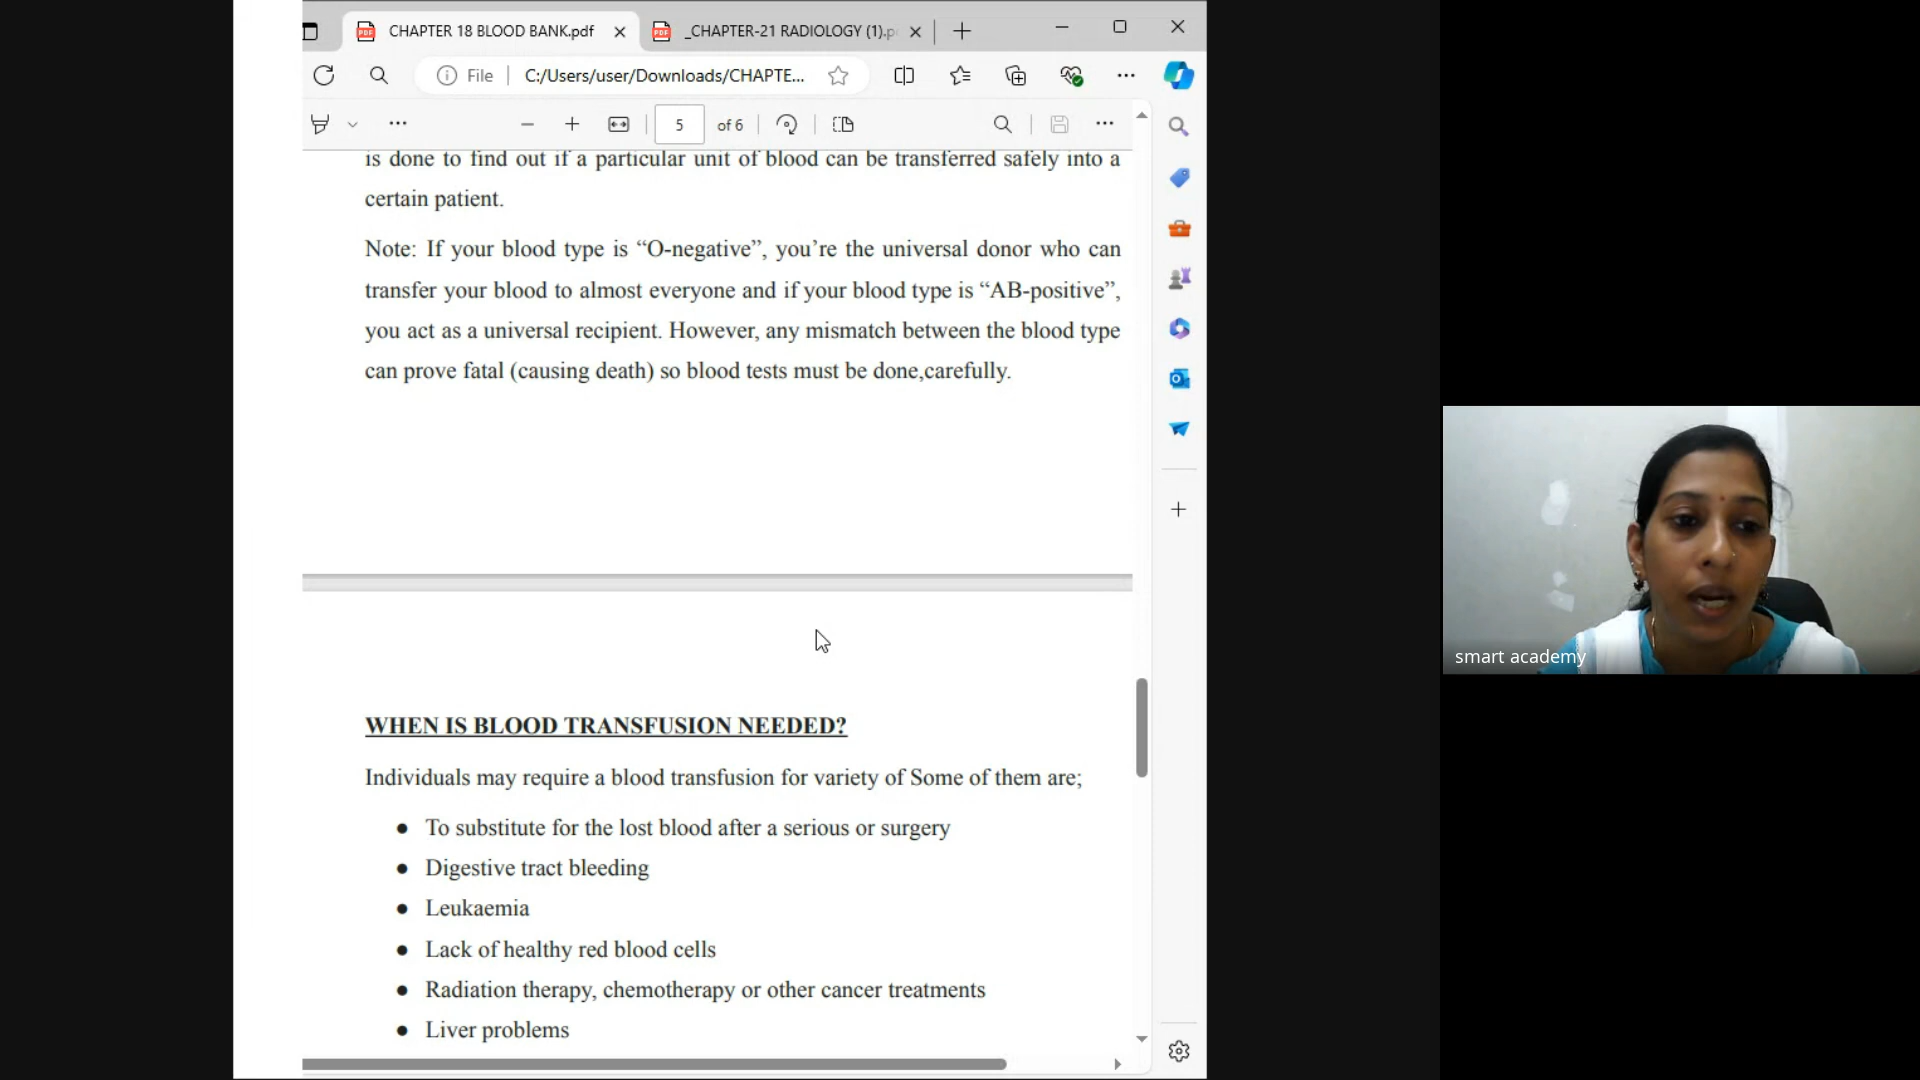 CHAPTER 18 BLOOD BANK.pdf
_CHAPTER-21 RADIOLOGY (1).p
File
C:/Users/user/Downloads/CHAPTE...
5 of 6
is done to find out if a particular unit of blood can be transferred safely into a
certain patient.
Note: If your blood type is “O-negative”, you’re the universal donor who can
transfer your blood to almost everyone and if your blood type is “AB-positive”,
you act as a universal recipient. However, any mismatch between the blood type
can prove fatal (causing death) so blood tests must be done,carefully.
WHEN IS BLOOD TRANSFUSION NEEDED?
Individuals may require a blood transfusion for variety of Some of them are;
● To substitute for the lost blood after a serious or surgery
● Digestive tract bleeding
● Leukaemia
● Lack of healthy red blood cells
● Radiation therapy, chemotherapy or other cancer treatments
● Liver problems
smart academy